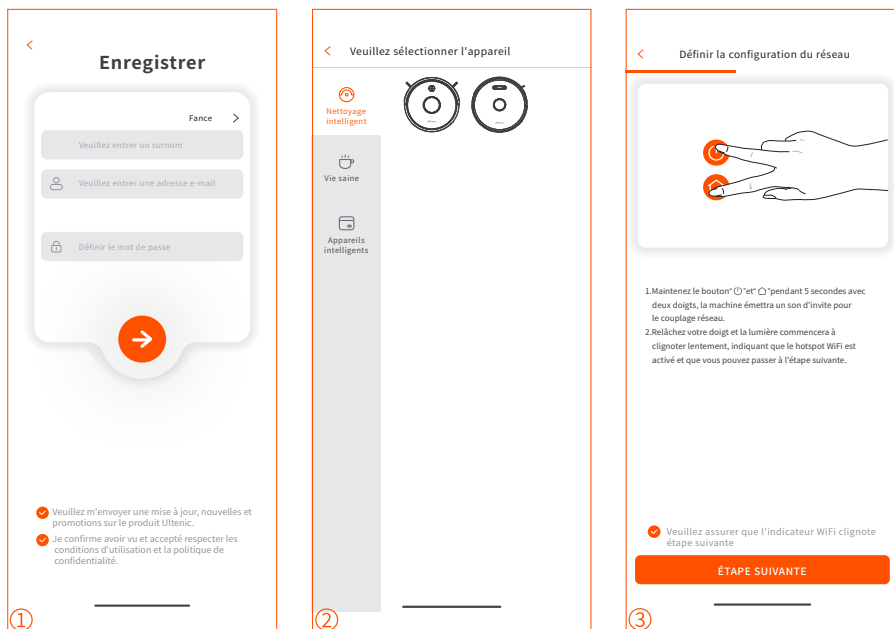 Enregistrer
Fance
Veuillez entrer un surnom
Veuillez entrer une adresse e-mail
Définir le mot de passe
Veuillez m'envoyer une mise à jour, nouvelles et
promotions sur le produit Ultenic.
Je confirme avoir vu et accepté respecter les
conditions d'utilisation et la politique de
confidentialité.
①
Veuillez sélectionner l'appareil
Nettoyage
intelligent
Vie saine
Appareils
intelligents
②
Définir la configuration du réseau
1.Maintenez le bouton" "et" "pendant 5 secondes avec
deux doigts, la machine émettra un son d'invite pour
le couplage réseau.
2.Relâchez votre doigt et la lumière commencera à
clignoter lentement, indiquant que le hotspot WiFi est
activé et que vous pouvez passer à l'étape suivante.
Veuillez assurer que l'indicateur WiFi clignote
étape suivante
ÉTAPE SUIVANTE
③